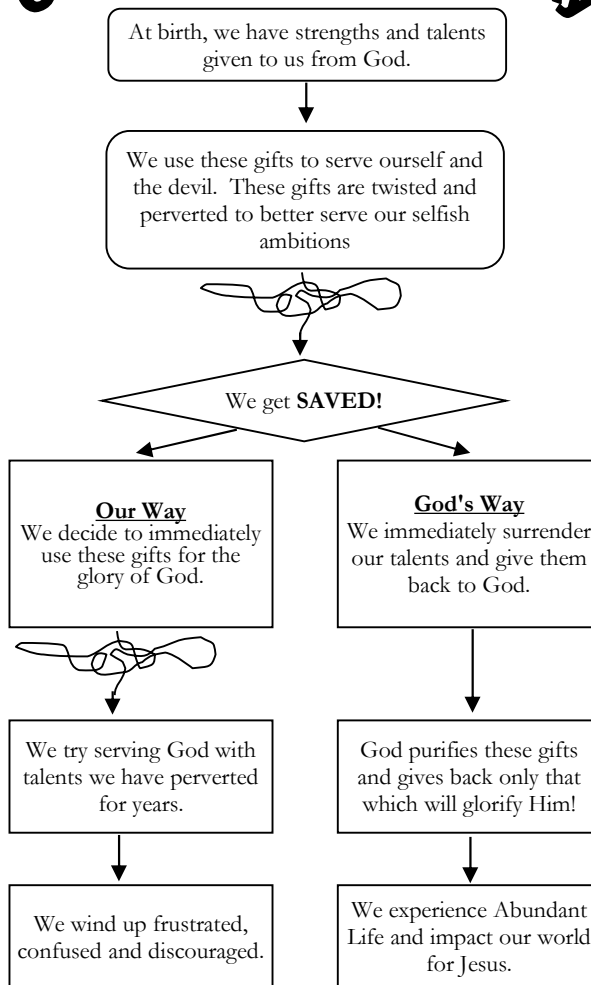 At birth, we have strengths and talents
given to us from God.
We use these gifts to serve ourself and
the devil. These gifts are twisted and
perverted to better serve our selfish
ambitions
We get SAVED!
Our Way
We decide to immediately
use these gifts for the
glory of God.
God's Way
We immediately surrender
our talents and give them
back to God.
We try serving God with
talents we have perverted
for years.
God purifies these gifts
and gives back only that
which will glorify Him!
We wind up frustrated,
confused and discouraged.
We experience Abundant
Life and impact our world
for Jesus.